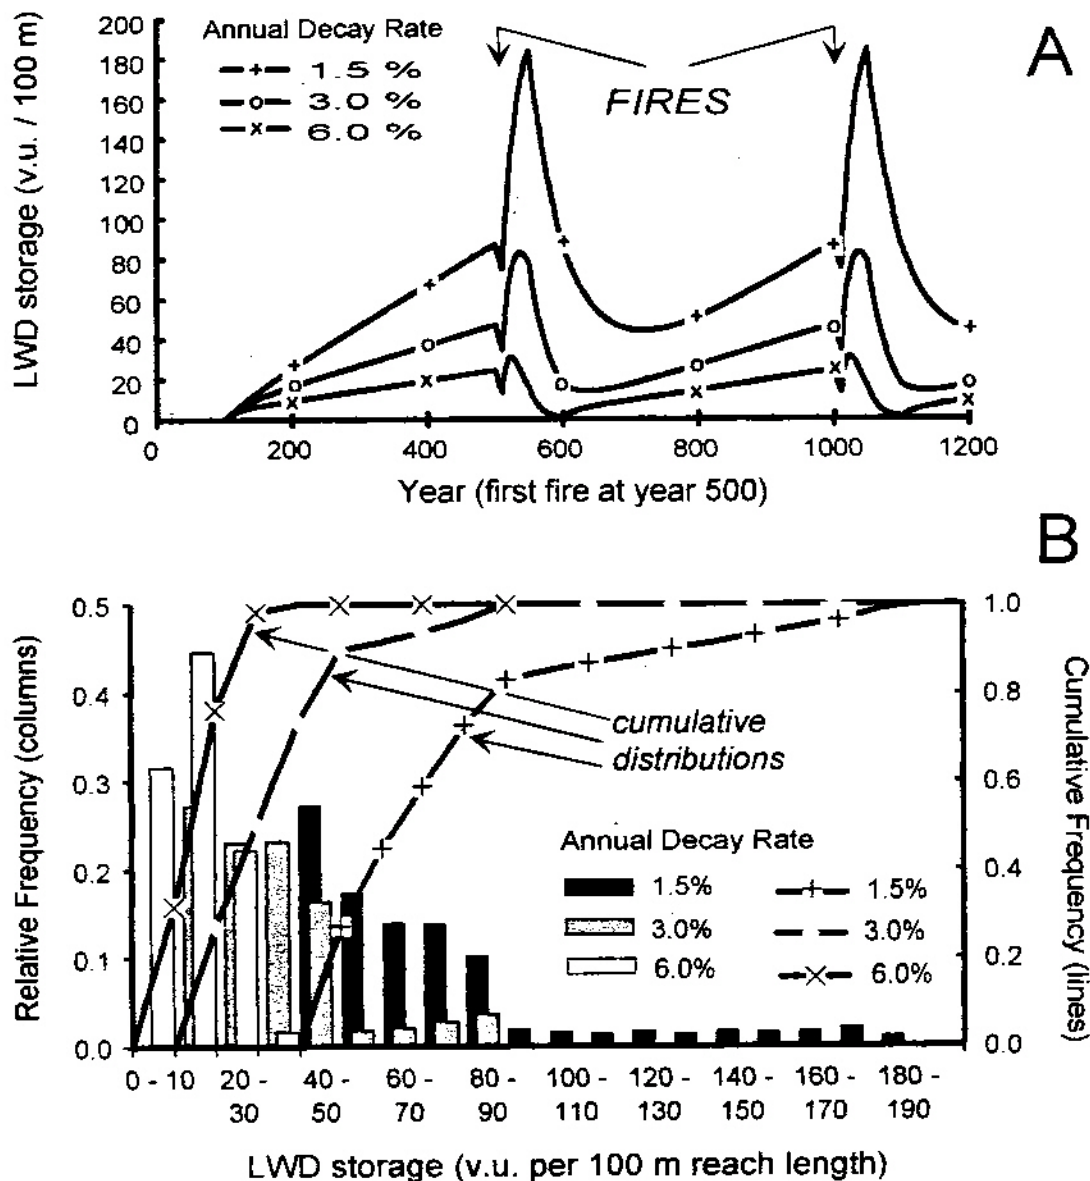 A
LWD storage (v.u. / 100 m)
200
180
160
140
120
100
80
60
40
20
0
Annual Decay Rate
1.5 %
3.0 %
6.0 %
FIRES
0 200 400 600 800 1000 1200
Year (first fire at year 500)
B
Relative Frequency (columns)
0.5
0.4
0.3
0.2
0.1
0.0
cumulative
distributions
Annual Decay Rate
1.5% 1.5%
3.0% 3.0%
6.0% 6.0%
1.0
0.8
0.6
0.4
0.2
0.0
Cumulative Frequency (lines)
0 - 10 20 - 40 - 60 - 80 - 100 - 120 - 140 - 160 - 180 -
30 50 70 90 110 130 150 170 190
LWD storage (v.u. per 100 m reach length)